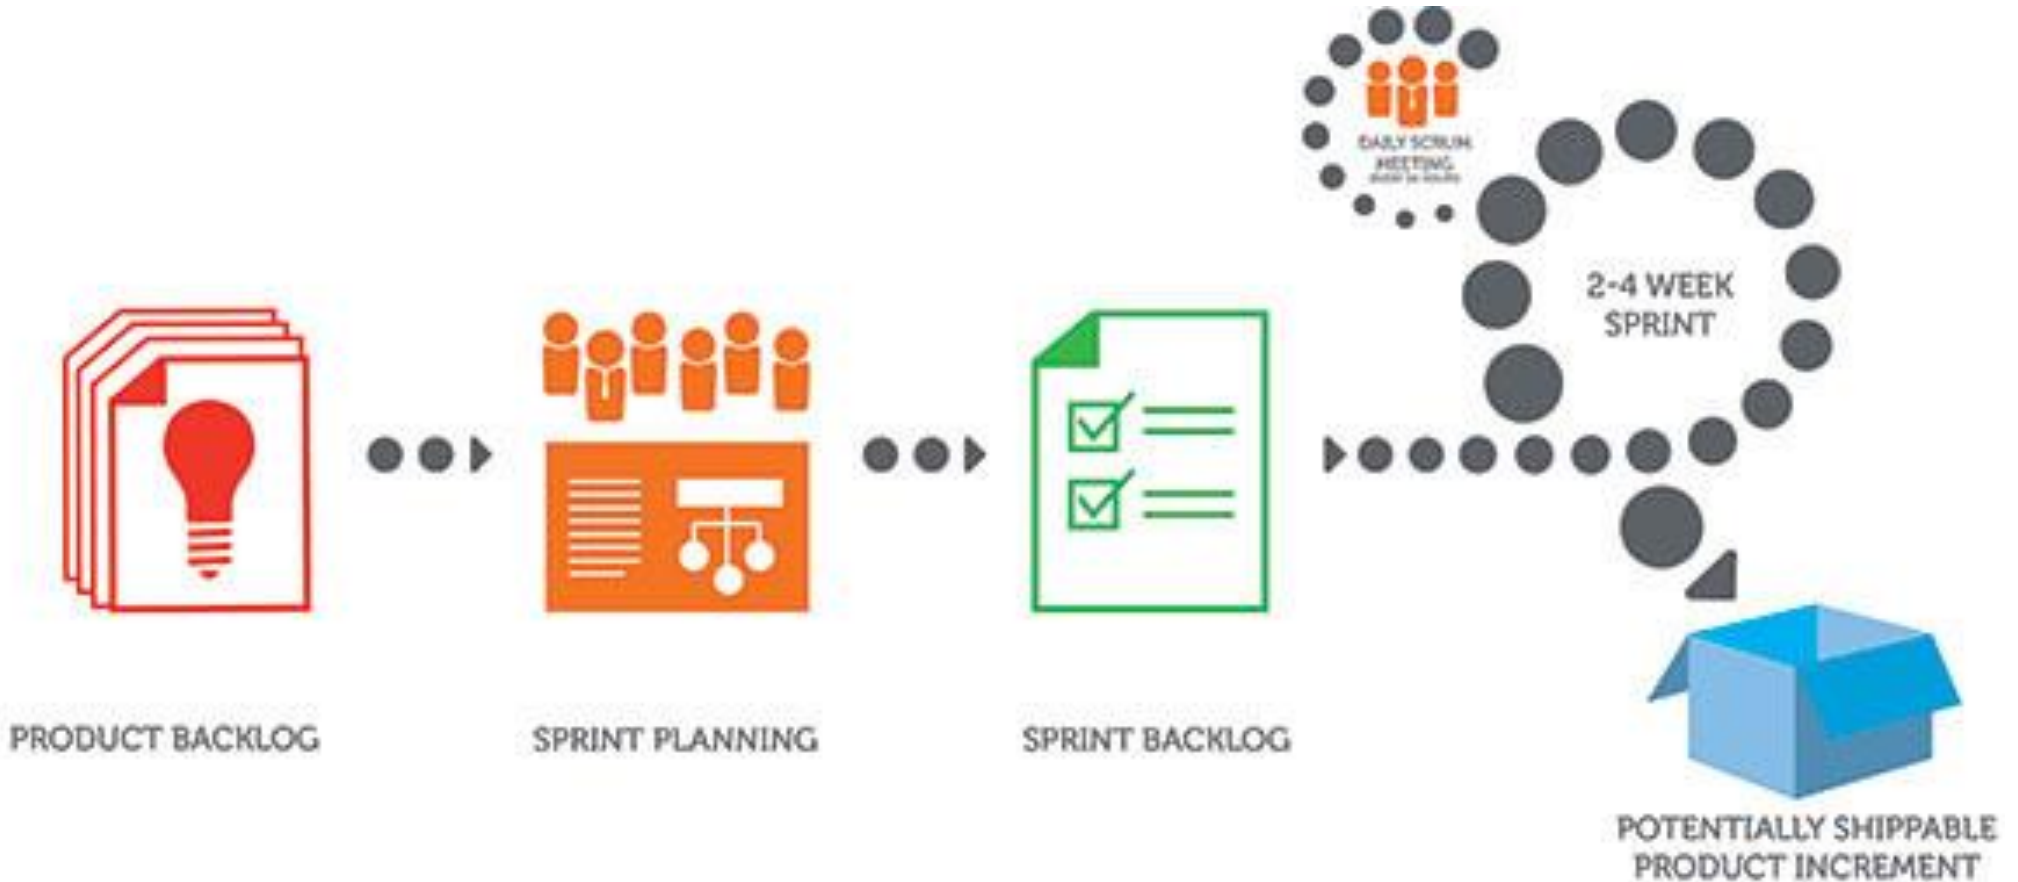 DAILY SCRUM
MEETING
2-4 WEEK
SPRINT
PRODUCT BACKLOG
SPRINT PLANNING
SPRINT BACKLOG
POTENTIALLY SHIPPABLE
PRODUCT INCREMENT